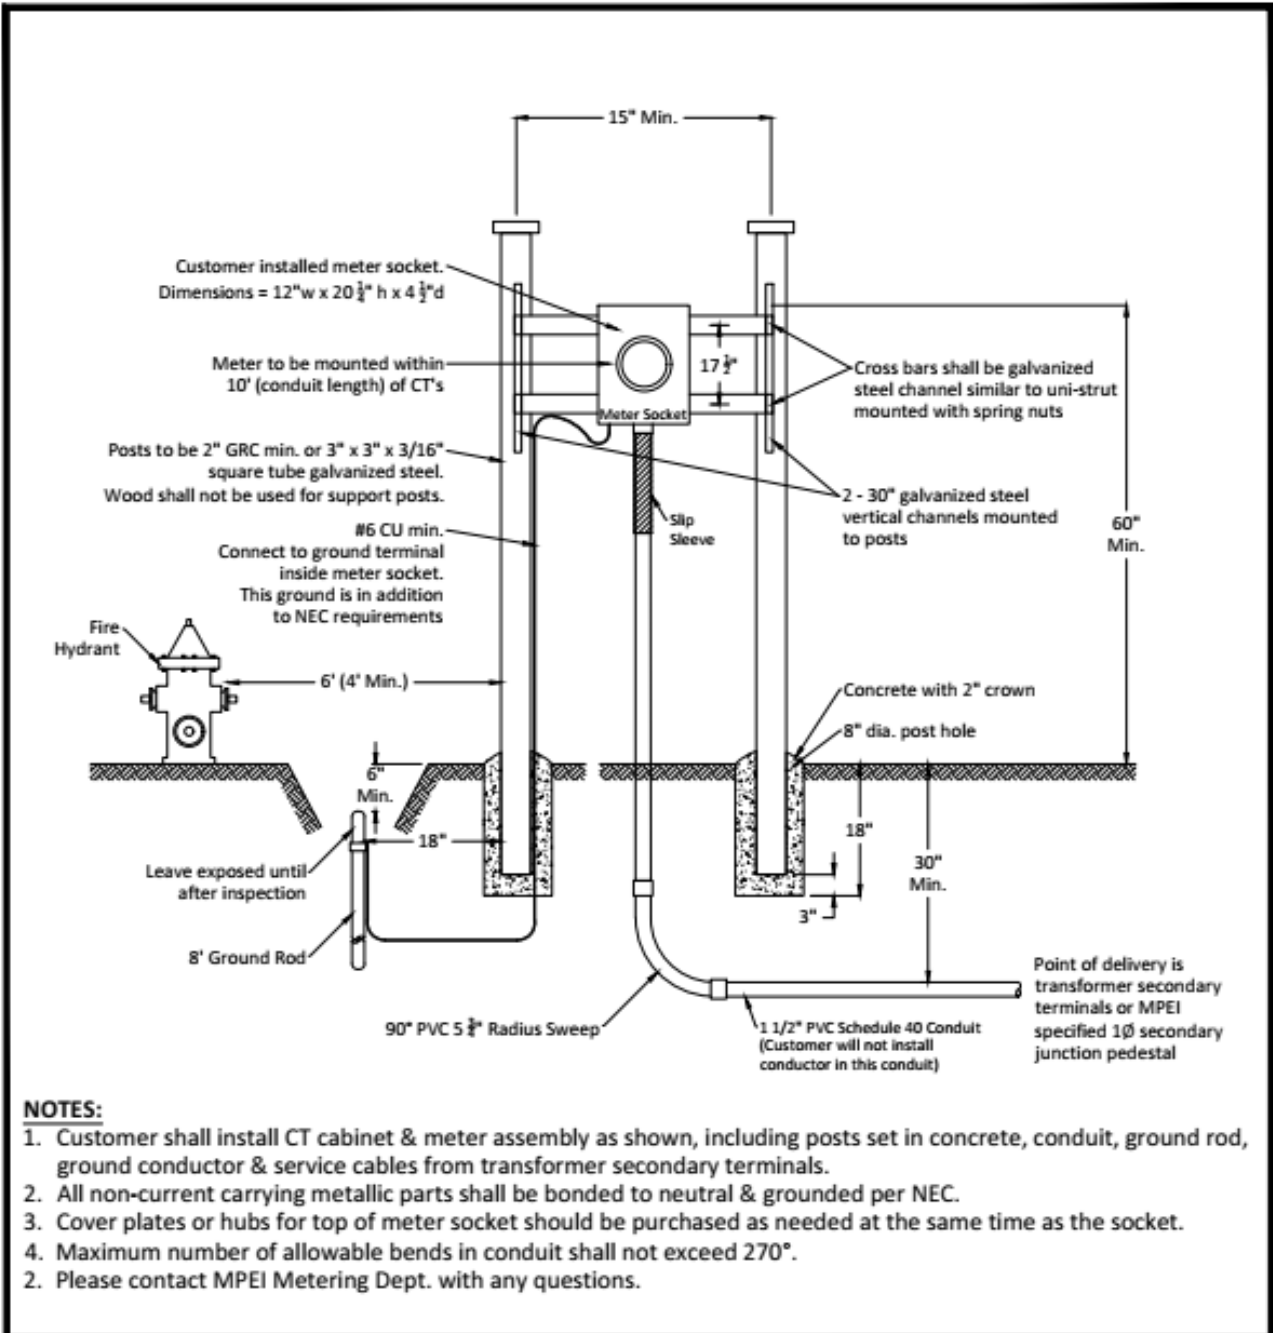 15" Min.
Customer installed meter socket.
Dimensions = 12"w x 20 ½" h x 4 ½"d
Meter to be mounted within
10' (conduit length) of CT's
17 ½"
Cross bars shall be galvanized
steel channel similar to uni-strut
mounted with spring nuts
Meter Socket
Posts to be 2" GRC min. or 3" x 3" x 3/16"
square tube galvanized steel.
Wood shall not be used for support posts.
2 - 30" galvanized steel
vertical channels mounted
to posts
Slip
Sleeve
60"
Min.
#6 CU min.
Connect to ground terminal
inside meter socket.
This ground is in addition
to NEC requirements
Fire
Hydrant
6' (4' Min.)
Concrete with 2" crown
8" dia. post hole
6"
Min.
18"
18"
30"
Min.
3"
Leave exposed until
after inspection
8' Ground Rod
90° PVC 5 " Radius Sweep
1 1/2" PVC Schedule 40 Conduit
(Customer will not install
conductor in this conduit)
Point of delivery is
transformer secondary
terminals or MPEI
specified 1Ø secondary
junction pedestal
NOTES:
1. Customer shall install CT cabinet & meter assembly as shown, including posts set in concrete, conduit, ground rod,
ground conductor & service cables from transformer secondary terminals.
2. All non-current carrying metallic parts shall be bonded to neutral & grounded per NEC.
3. Cover plates or hubs for top of meter socket should be purchased as needed at the same time as the socket.
4. Maximum number of allowable bends in conduit shall not exceed 270°.
2. Please contact MPEI Metering Dept. with any questions.